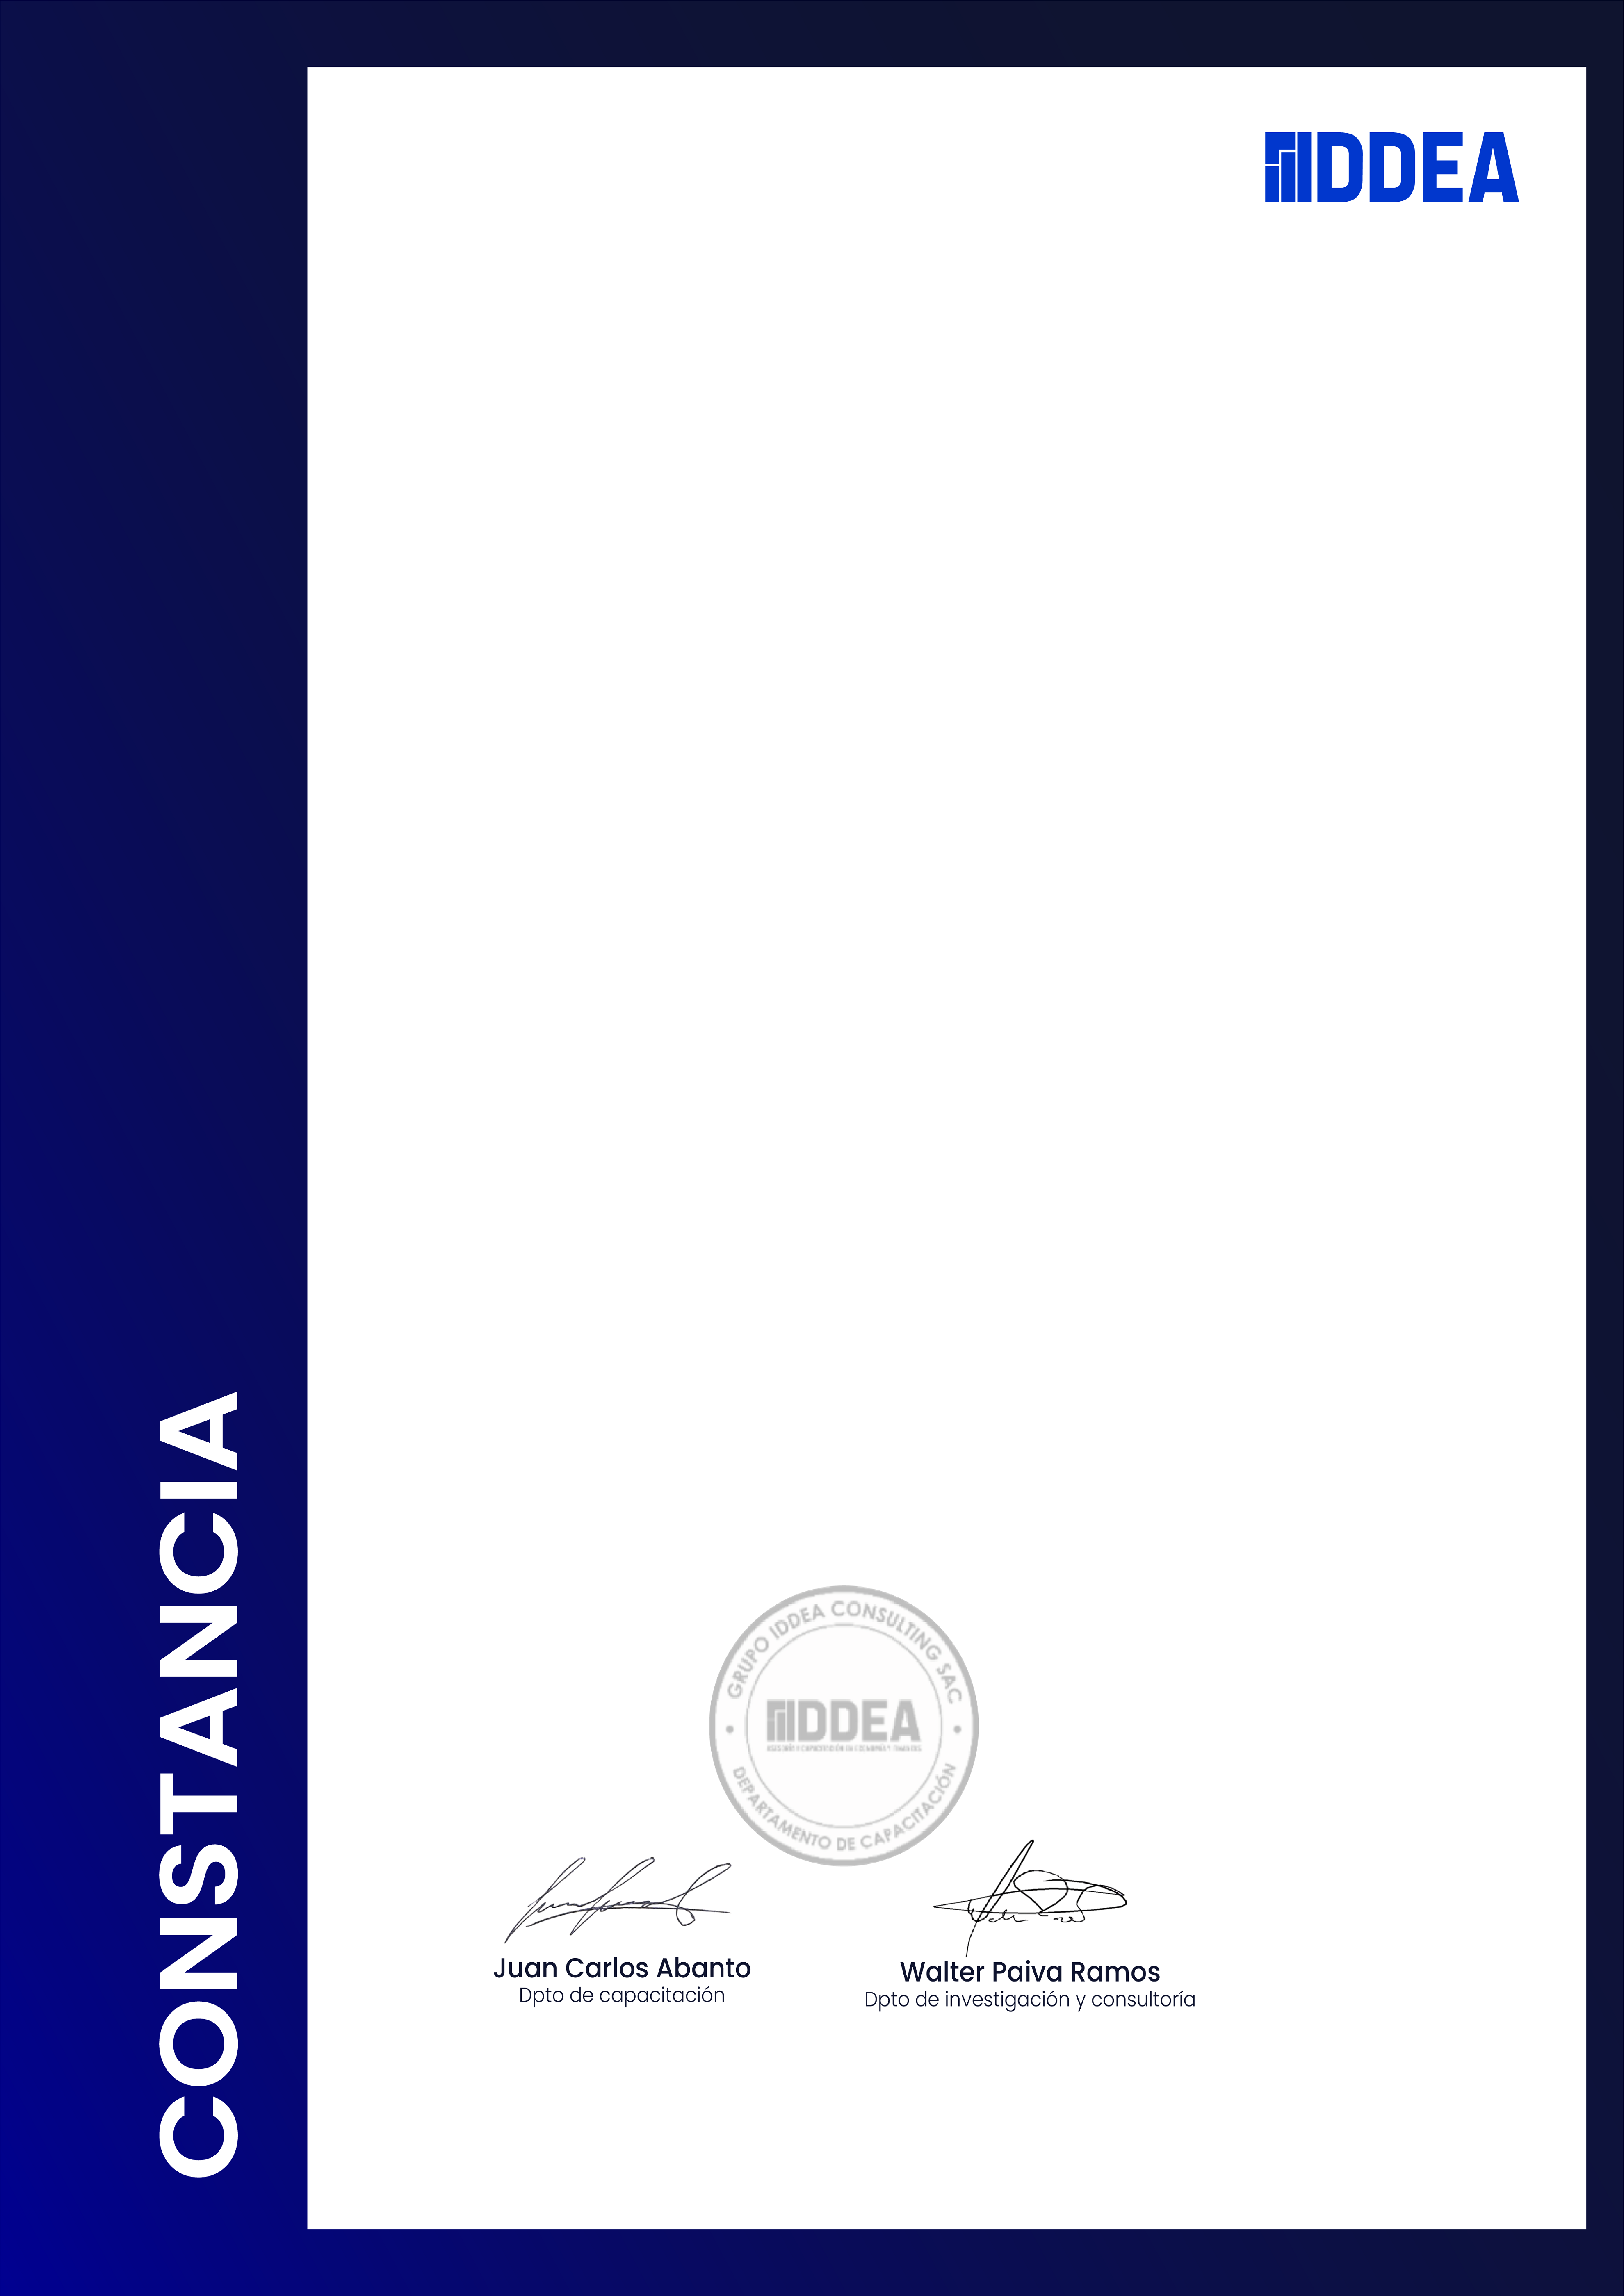 IDDEA
CONSTANCIA
GRUPO IDDEA CONSULTING SAC
IDDEA
DEPARTAMENTO DE CAPACITACIÓN
Juan Carlos Abanto
Dpto de capacitación
Walter Paiva Ramos
Dpto de investigación y consultoría